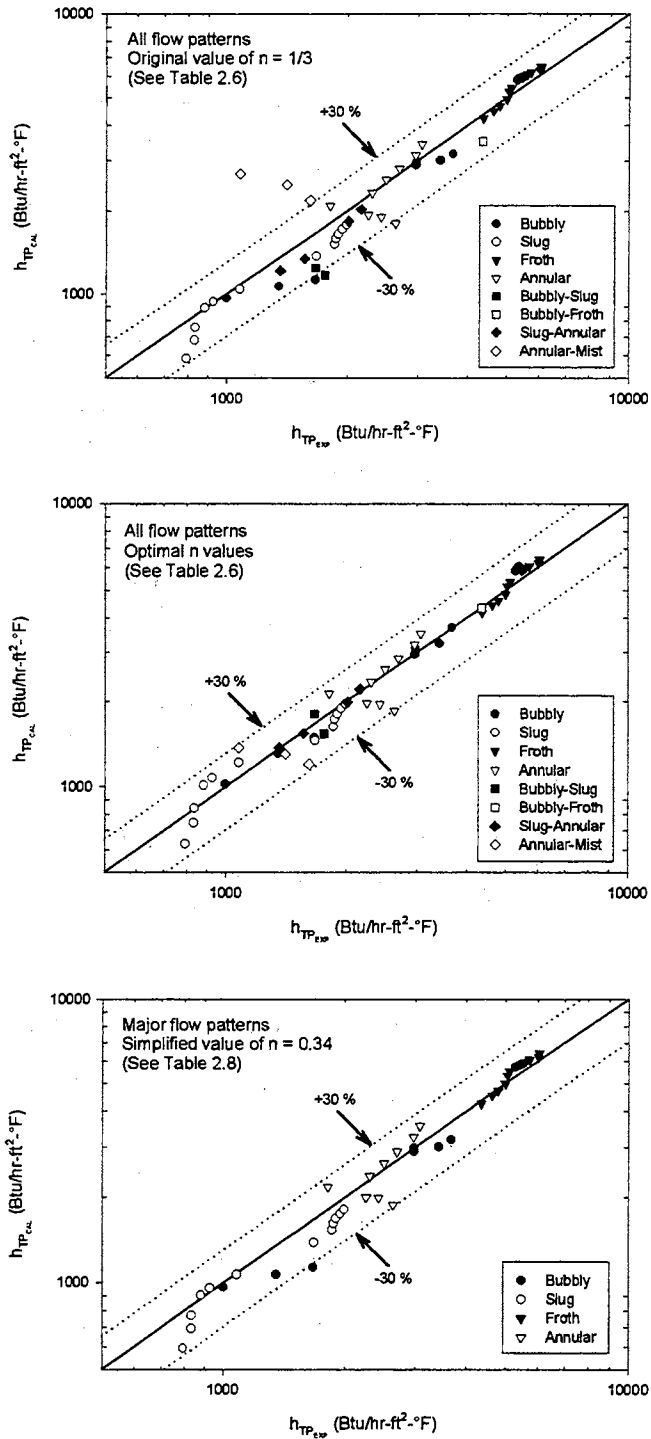 10000
All flow patterns
Original value of n = 1/3
(See Table 2.6)
+30 %
h_TP_CAL (Btu/hr-ft²-°F)
1000
-30 %
Bubbly
Slug
Froth
Annular
Bubbly-Slug
Bubbly-Froth
Slug-Annular
Annular-Mist
1000
10000
h_TP_EXP (Btu/hr-ft²-°F)
10000
All flow patterns
Optimal n values
(See Table 2.6)
+30 %
h_TP_CAL (Btu/hr-ft²-°F)
1000
-30 %
Bubbly
Slug
Froth
Annular
Bubbly-Slug
Bubbly-Froth
Slug-Annular
Annular-Mist
1000
10000
h_TP_EXP (Btu/hr-ft²-°F)
10000
Major flow patterns
Simplified value of n = 0.34
(See Table 2.8)
+30 %
h_TP_CAL (Btu/hr-ft²-°F)
1000
-30 %
Bubbly
Slug
Froth
Annular
1000
10000
h_TP_EXP (Btu/hr-ft²-°F)